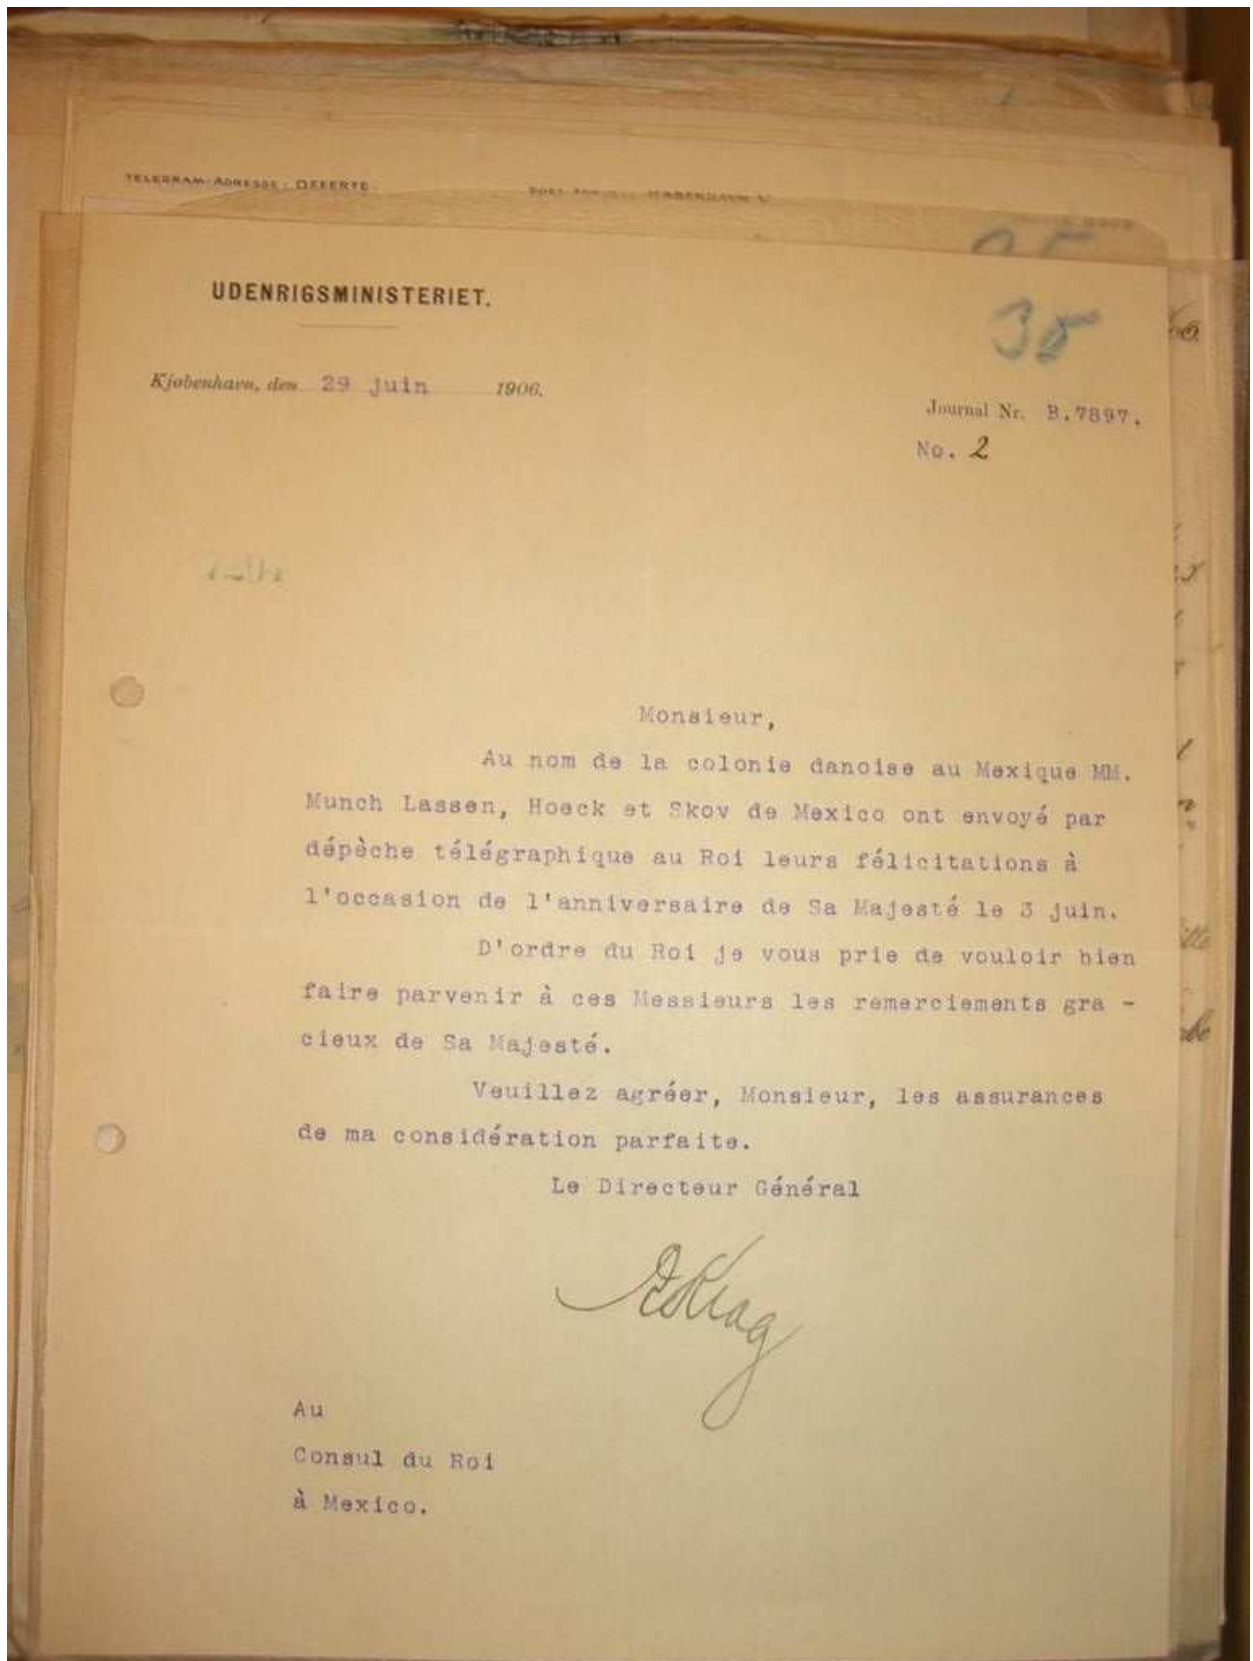 TELEGRAM-ADRESSE: OFFERTE
UDENRIGSMINISTERIET.
35
Kjøbenhavn, den 29 juin 1906.
Journal Nr. B.7897.
No. 2
Monsieur,
Au nom de la colonie danoise au Mexique MM.
Munch Lassen, Hoeck et Skov de Mexico ont envoyé par
dépèche télégraphique au Roi leurs félicitations à
l'occasion de l'anniversaire de Sa Majesté le 3 juin.
D'ordre du Roi je vous prie de vouloir bien
faire parvenir à ces Messieurs les remerciements gra -
cieux de Sa Majesté.
Veuillez agréer, Monsieur, les assurances
de ma considération parfaite.
Le Directeur Général
Au
Consul du Roi
à Mexico.